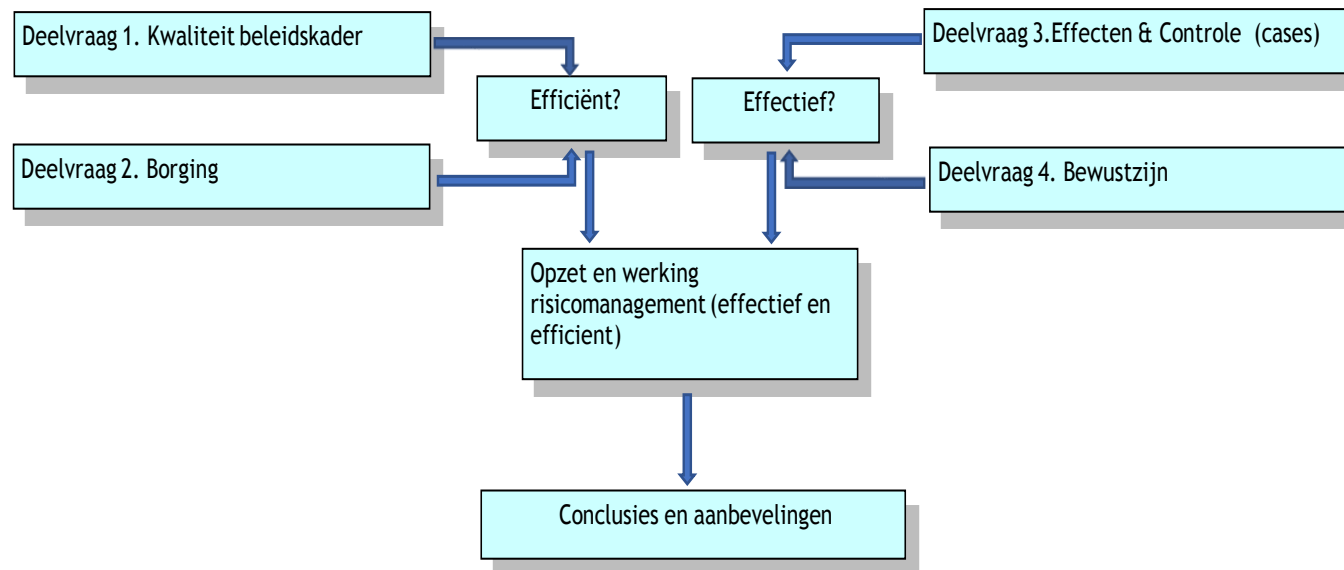 Deelvraag 1. Kwaliteit beleidskader
Deelvraag 3.Effecten & Controle (cases)
Efficiënt?
Effectief?
Deelvraag 2. Borging
Deelvraag 4. Bewustzijn
Opzet en werking
risicomanagement (effectief en
efficient)
Conclusies en aanbevelingen